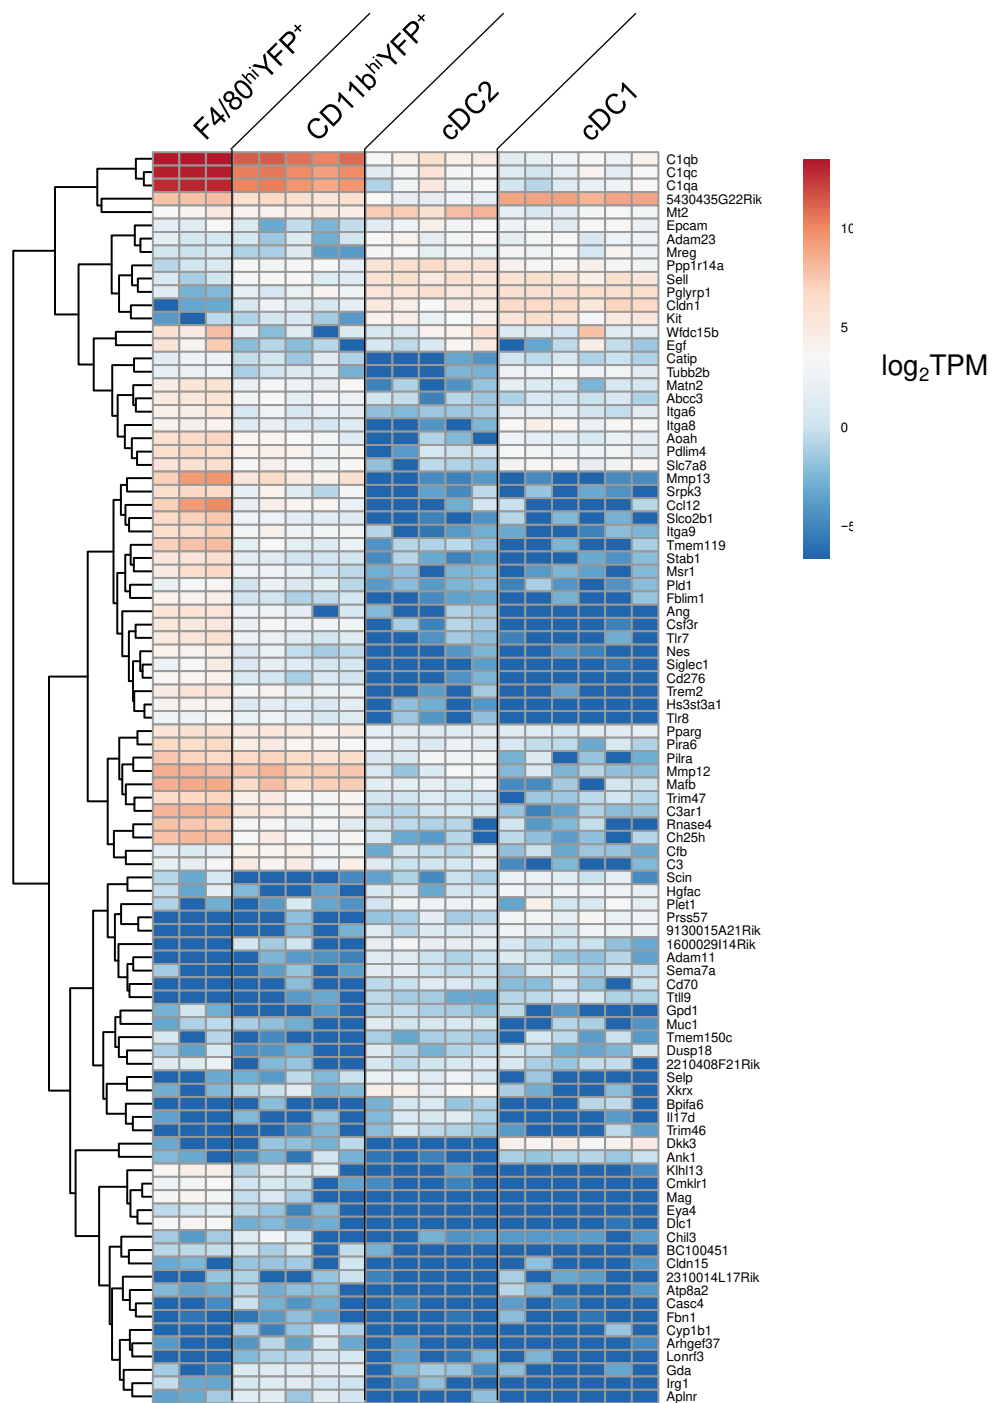 F4/80hiYFP+
CD11bhiYFP+
cDC2
cDC1
C1qb
C1qc
C1qa
5430435G22Rik
Mt2
Epcam
Adam23
Mreg
Ppp1r14a
Sell
Pglyrp1
Cldn1
Kit
Wfdc15b
Egf
Catip
Tubb2b
Matn2
Abcc3
Itga6
Itga8
Aoah
Pdlim4
Slc7a8
Mmp13
Srpk3
Ccl12
Slco2b1
Itga9
Tmem119
Stab1
Msr1
Pld1
Fblim1
Ang
Csf3r
Tlr7
Nes
Siglec1
Cd276
Trem2
Hs3st3a1
Tlr8
Pparg
Pira6
Pilra
Mmp12
Mafb
Trim47
C3ar1
Rnase4
Ch25h
Cfb
C3
Scin
Hgfac
Plet1
Prss57
9130015A21Rik
1600029I14Rik
Adam11
Sema7a
Cd70
Ttll9
Gpd1
Muc1
Tmem150c
Dusp18
2210408F21Rik
Selp
Xkrx
Bpifa6
Il17d
Trim46
Dkk3
Ank1
Klhl13
Cmklr1
Mag
Eya4
Dlc1
Chil3
BC100451
Cldn15
2310014L17Rik
Atp8a2
Casc4
Fbn1
Cyp1b1
Arhgef37
Lonrf3
Gda
Irg1
Aplnr
5
0
log2TPM